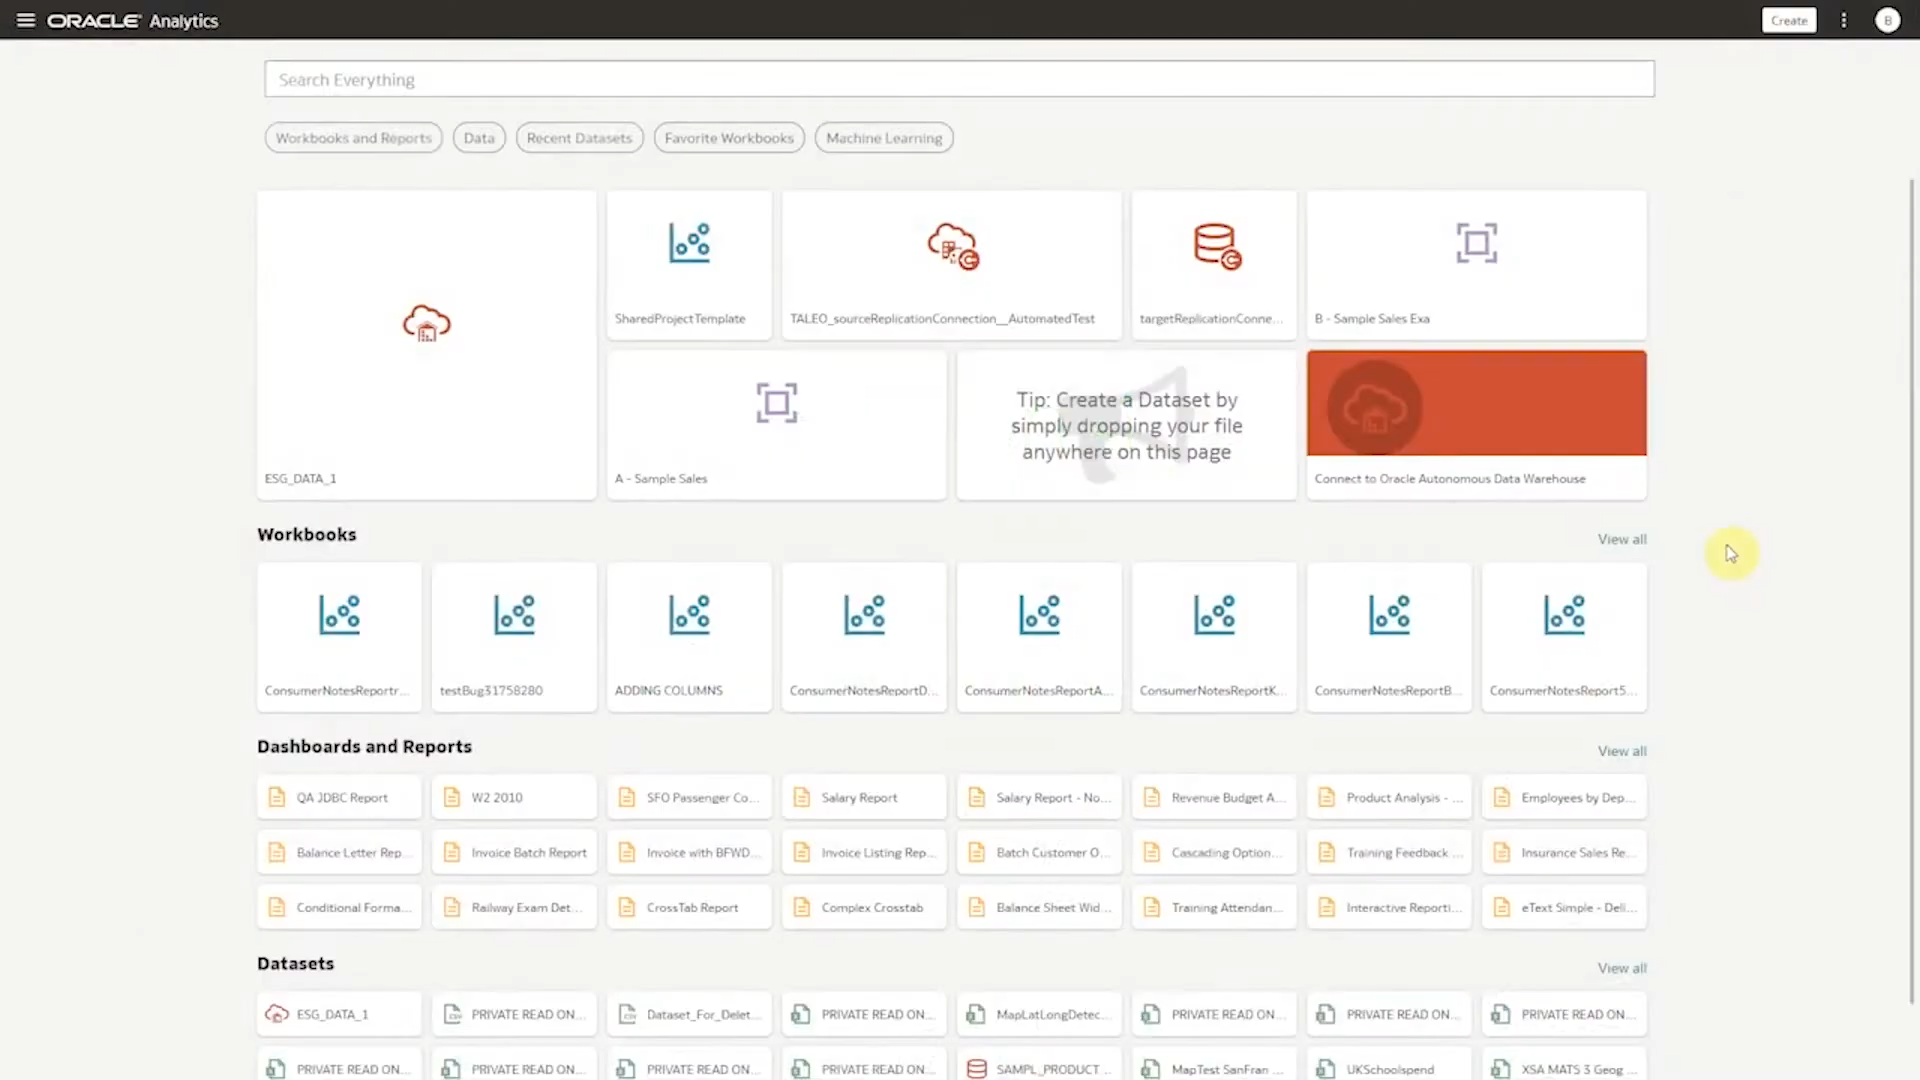 ORACLE Analytics
Create
B
Search Everything
Workbooks and Reports
Data
Recent Datasets
Favorite Workbooks
Machine Learning
SharedProjectTemplate
TALEO_sourceReplicationConnection__AutomatedTest
targetReplicationConne...
B - Sample Sales Exa
ESG_DATA_1
A - Sample Sales
Tip: Create a Dataset by
simply dropping your file
anywhere on this page
Connect to Oracle Autonomous Data Warehouse
Workbooks
View all
ConsumerNotesReportr...
testBug31758280
ADDING COLUMNS
ConsumerNotesReportD...
ConsumerNotesReportA...
ConsumerNotesReportK...
ConsumerNotesReportB...
ConsumerNotesReport5...
Dashboards and Reports
View all
QA JDBC Report
W2 2010
SFO Passenger Co...
Salary Report
Salary Report - No...
Revenue Budget A...
Product Analysis - ...
Employees by Dep...
Balance Letter Rep...
Invoice Batch Report
Invoice with BFWD...
Invoice Listing Rep...
Batch Customer O...
Cascading Option...
Training Feedback ...
Insurance Sales Re...
Conditional Forma...
Railway Exam Det...
CrossTab Report
Complex Crosstab
Balance Sheet Wid...
Training Attendan...
Interactive Reporti...
eText Simple - Deli...
Datasets
View all
ESG_DATA_1
PRIVATE READ ON...
Dataset_For_Delet...
PRIVATE READ ON...
MapLatLongDetec...
PRIVATE READ ON...
PRIVATE READ ON...
PRIVATE READ ON...
PRIVATE READ ON...
PRIVATE READ ON...
PRIVATE READ ON...
PRIVATE READ ON...
SAMPL_PRODUCT ...
MapTest SanFran ...
UKSchoolspend
XSA MATS 3 Geog ...